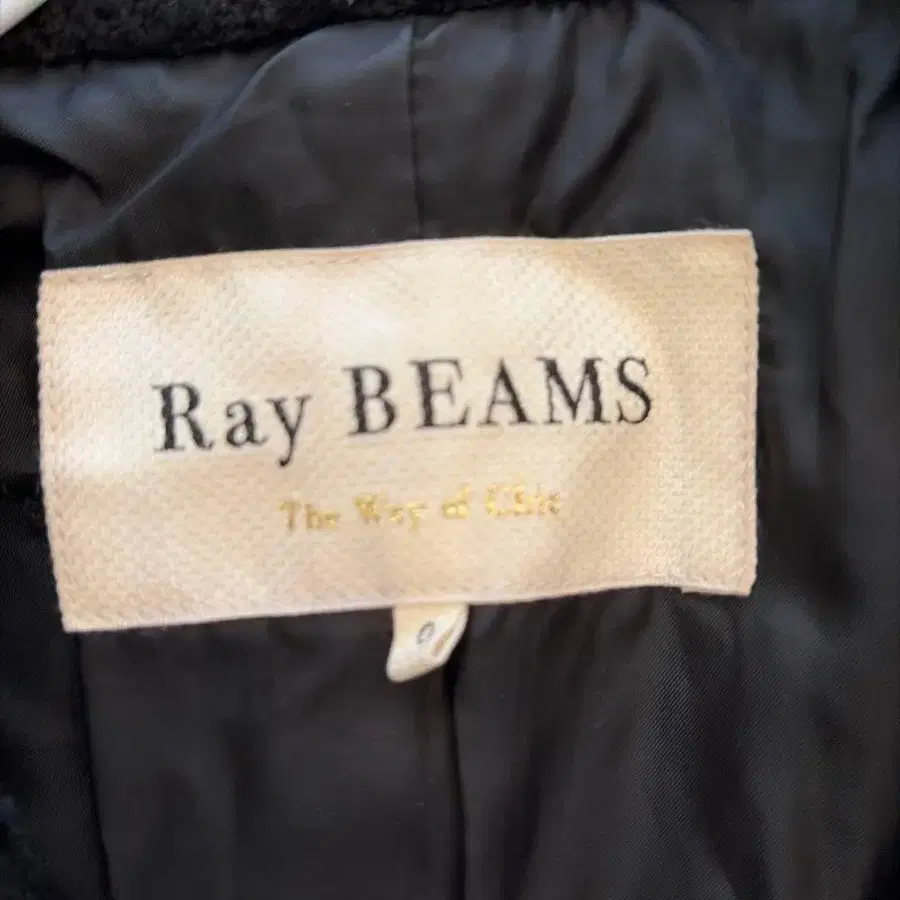 Ray BEAMS
The Way of Chic
0